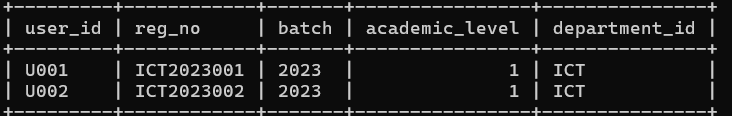 | user_id | reg_no     | batch | academic_level | department_id |
| U001    | ICT2023001 | 2023  |              1 | ICT           |
| U002    | ICT2023002 | 2023  |              1 | ICT           |